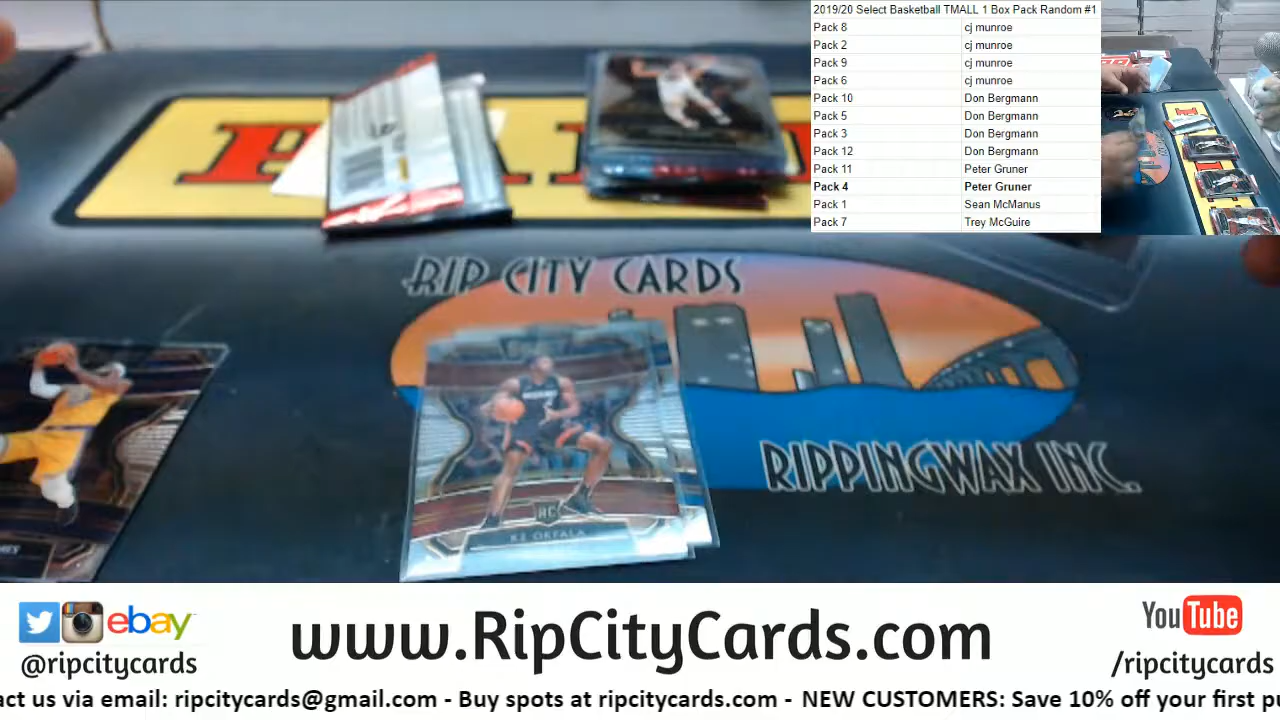 2019/20 Select Basketball TMALL 1 Box Pack Random #1
Pack 8 cj munroe
Pack 2 cj munroe
Pack 9 cj munroe
Pack 6 cj munroe
Pack 10 Don Bergmann
Pack 5 Don Bergmann
Pack 3 Don Bergmann
Pack 12 Don Bergmann
Pack 11 Peter Gruner
Pack 4 Peter Gruner
Pack 1 Sean McManus
Pack 7 Trey McGuire
RIP CITY CARDS
RIPPINGWAX INC.
RC
KZ OKPALA
ebay
www.RipCityCards.com
You Tube
@ripcitycards
/ripcitycards
act us via email: ripcitycards@gmail.com - Buy spots at ripcitycards.com - NEW CUSTOMERS: Save 10% off your first pu